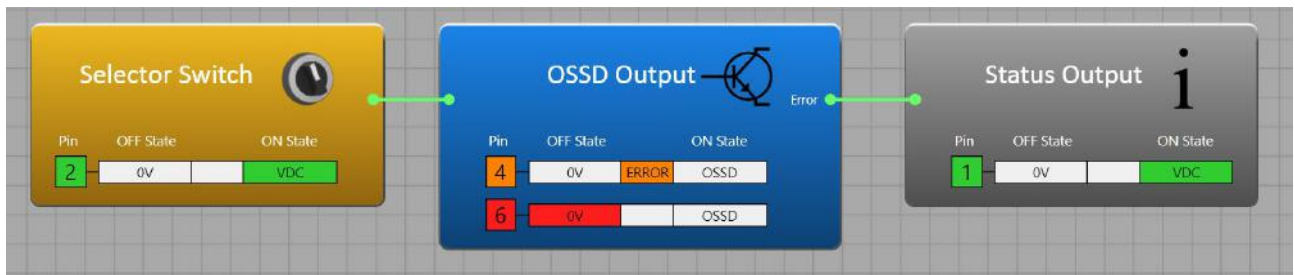 Selector Switch
Pin OFF State ON State
2 0V VDC
OSSD Output
Error
Pin OFF State ON State
4 0V ERROR OSSD
6 0V OSSD
Status Output i
Pin OFF State ON State
1 0V VDC